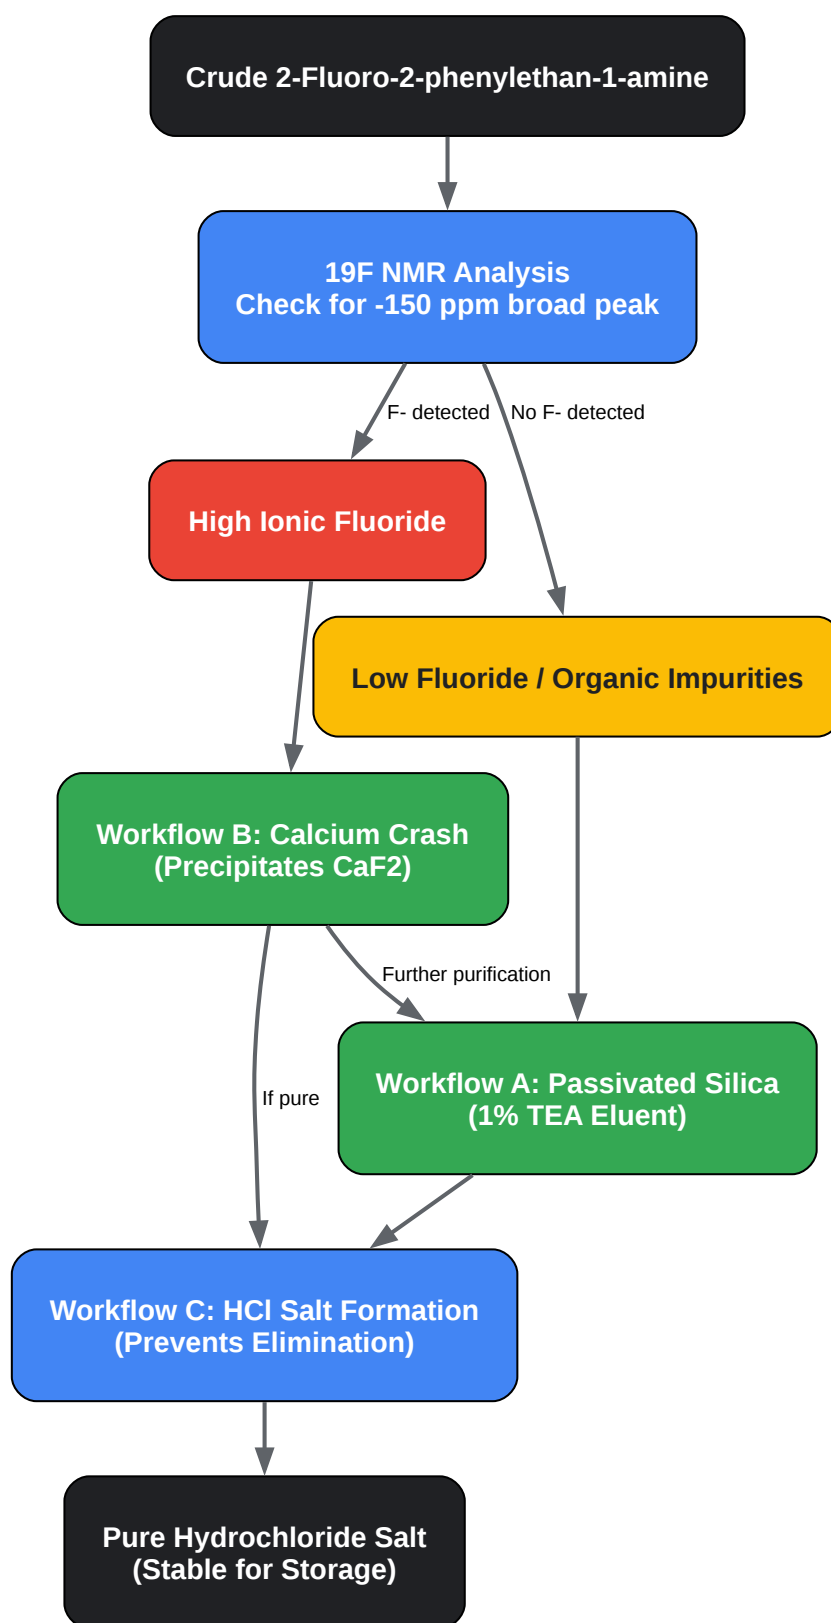 Crude 2-Fluoro-2-phenylethan-1-amine
19F NMR Analysis
Check for -150 ppm broad peak
F- detected
No F- detected
High Ionic Fluoride
Low Fluoride / Organic Impurities
Workflow B: Calcium Crash
(Precipitates CaF2)
Further purification
Workflow A: Passivated Silica
(1% TEA Eluent)
If pure
Workflow C: HCl Salt Formation
(Prevents Elimination)
Pure Hydrochloride Salt
(Stable for Storage)